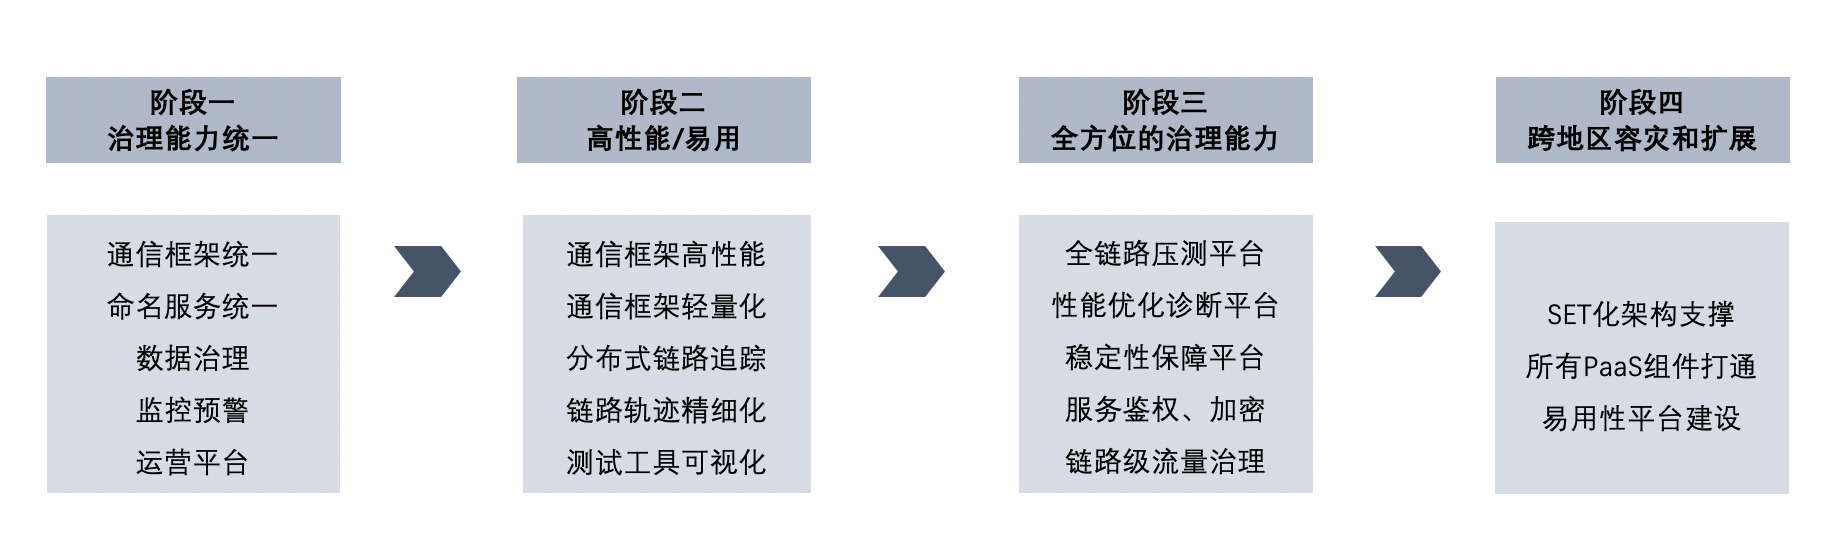 阶段一
治理能力统一
通信框架统一
命名服务统一
数据治理
监控预警
运营平台
阶段二
高性能/易用
通信框架高性能
通信框架轻量化
分布式链路追踪
链路轨迹精细化
测试工具可视化
阶段三
全方位的治理能力
全链路压测平台
性能优化诊断平台
稳定性保障平台
服务鉴权、加密
链路级流量治理
阶段四
跨地区容灾和扩展
SET化架构支撑
所有PaaS组件打通
易用性平台建设